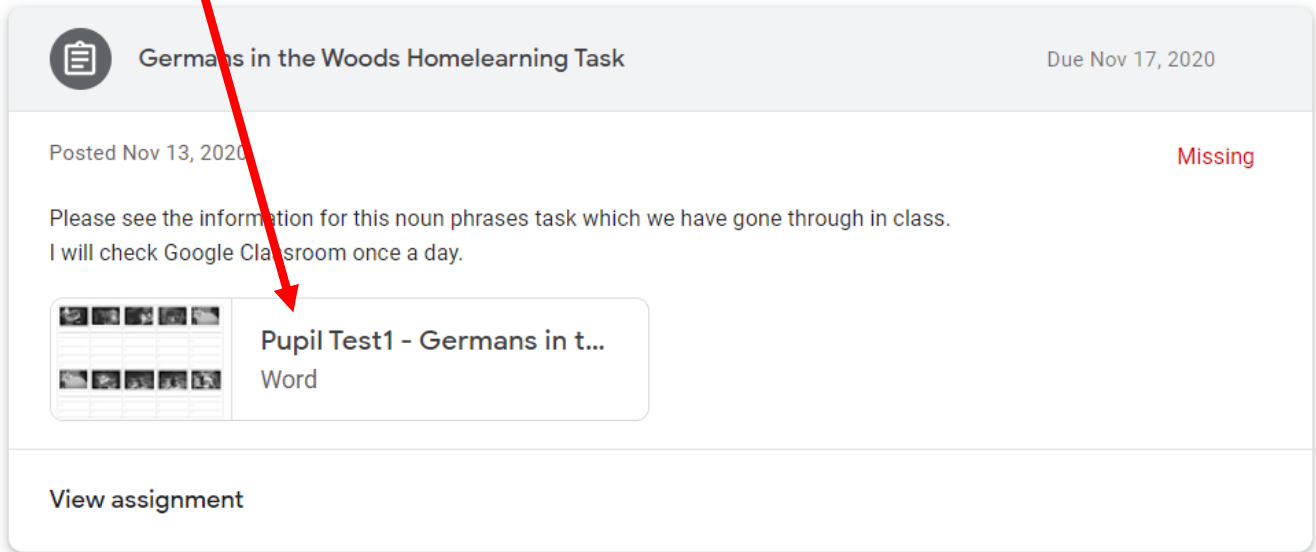 Germans in the Woods Homelearning Task
Due Nov 17, 2020
Posted Nov 13, 2020
Missing
Please see the information for this noun phrases task which we have gone through in class.
I will check Google Classroom once a day.
Pupil Test1 - Germans in t...
Word
View assignment